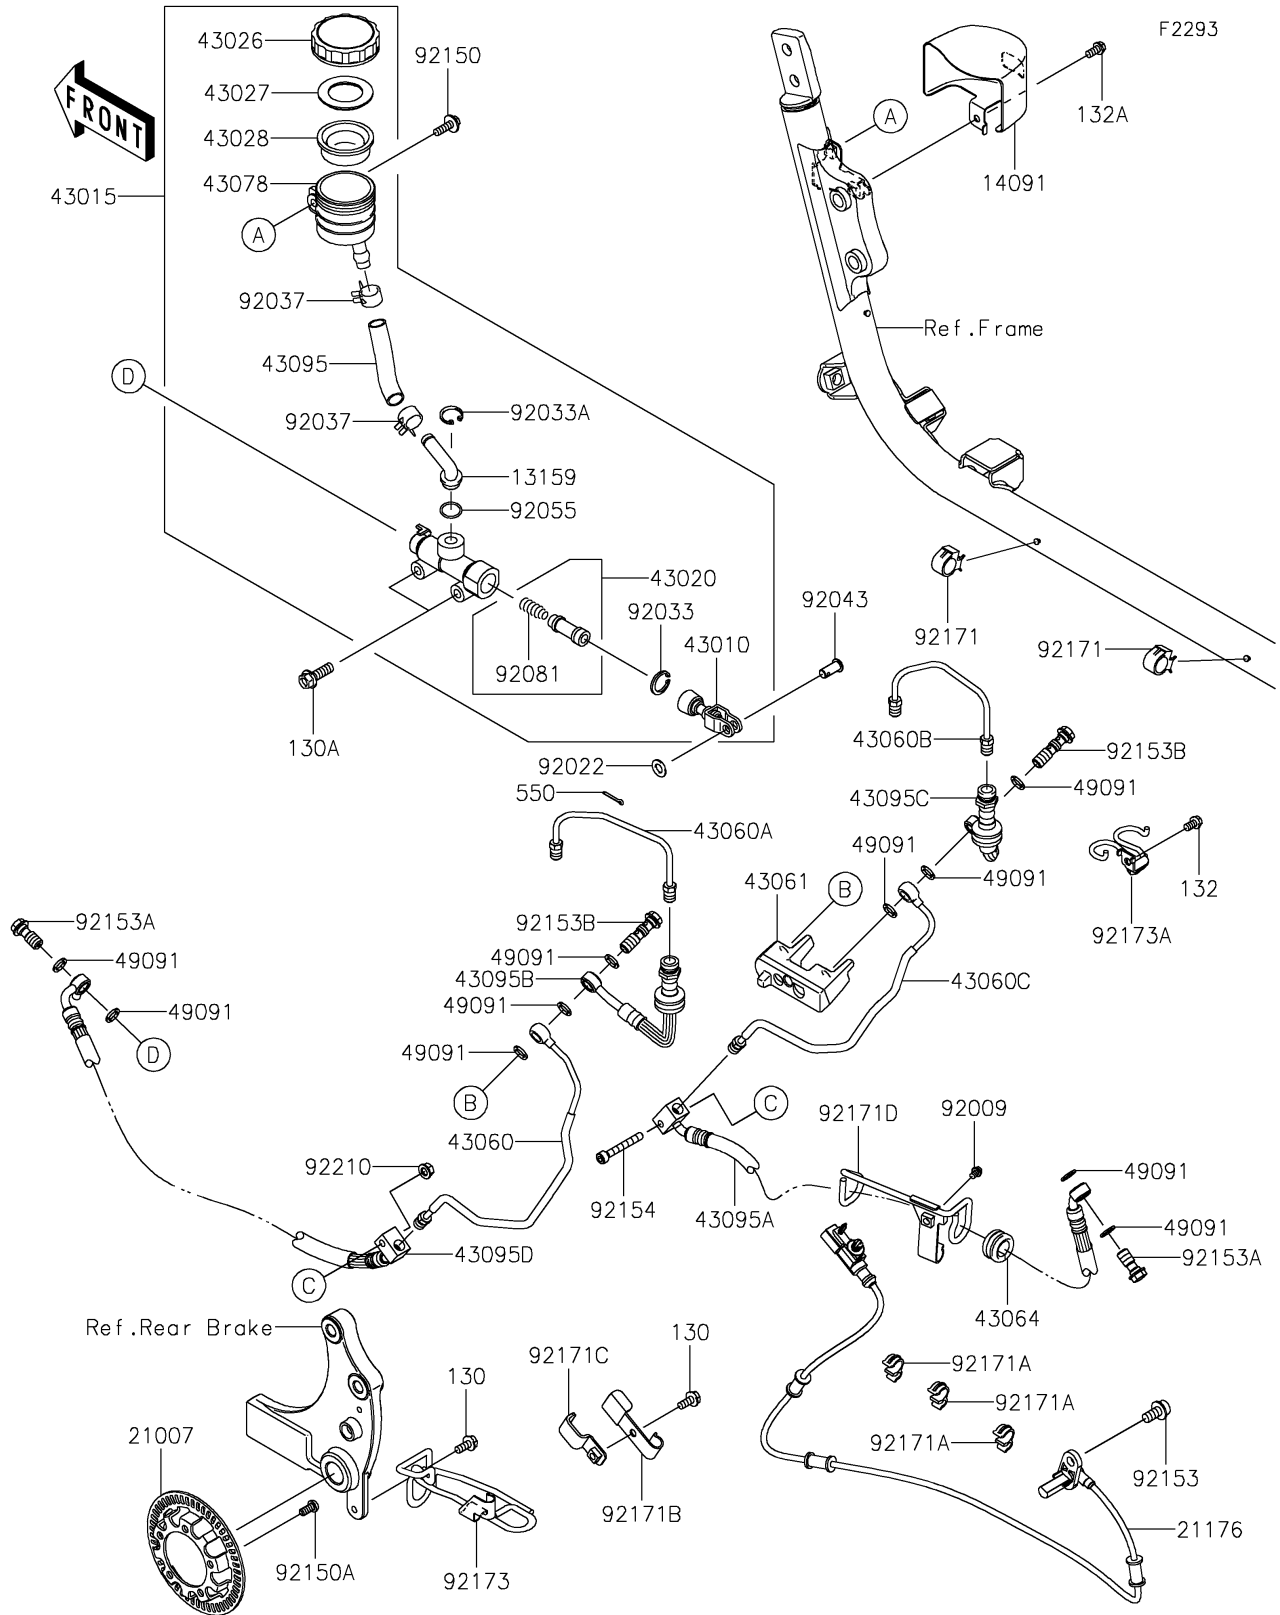 F2293
43026
92150
43027
132A
FRONT
A
43028
43078
14091
43015
A
92037
Ref.Frame
43095
D
92033A
92037
13159
92055
43020
92043
92033
92171
43010
92171
92081
43060B
130A
92153B
92022
49091
43095C
550
43060A
49091
49091
132
43061
B
92153A
92153B
92173A
49091
49091
43095B
43060C
49091
49091
D
49091
B
C
92171D
92009
43060
92210
49091
92154
43095A
49091
43095D
92153A
C
43064
Ref.Rear Brake
130
92171C
92171A
130
92171A
21007
92171A
92153
92171B
21176
92150A
92173